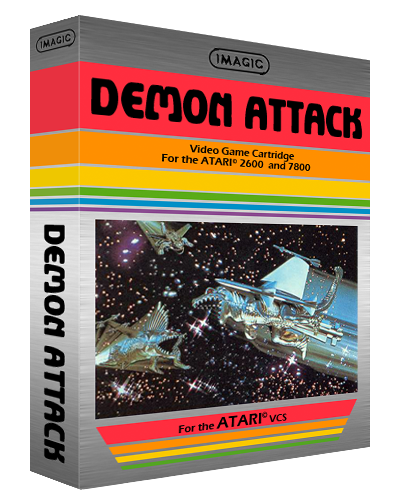 IMAGIC
IMAGIC
DEMON ATTACK
Video Game Cartridge
For the ATARI® 2600 and 7800
DEMON ATTACK
For the ATARI® VCS